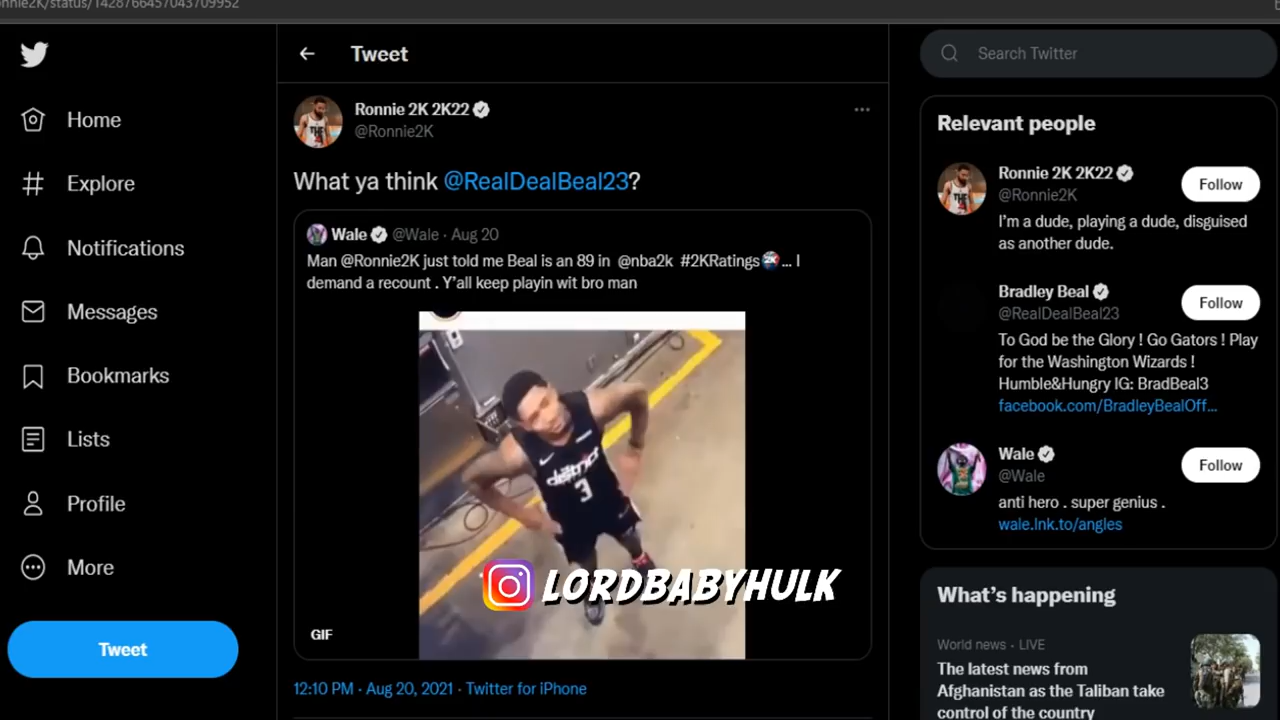 nnie2K/status/1428766457043709952
Tweet
Search Twitter
Home
Explore
Notifications
Messages
Bookmarks
Lists
Profile
More
Tweet
Ronnie 2K 2K22
@Ronnie2K
What ya think @RealDealBeal23?
Wale @Wale · Aug 20
Man @Ronnie2K just told me Beal is an 89 in @nba2k #2KRatings ... I
demand a recount . Y'all keep playin wit bro man
district
3
LORDBABYHULK
GIF
12:10 PM · Aug 20, 2021 · Twitter for iPhone
Relevant people
Ronnie 2K 2K22
@Ronnie2K
Follow
I'm a dude, playing a dude, disguised
as another dude.
Bradley Beal
@RealDealBeal23
Follow
To God be the Glory ! Go Gators ! Play
for the Washington Wizards !
Humble&Hungry IG: BradBeal3
facebook.com/BradleyBealOff...
Wale
@Wale
Follow
anti hero . super genius .
wale.lnk.to/angles
What's happening
World news · LIVE
The latest news from
Afghanistan as the Taliban take
control of the country